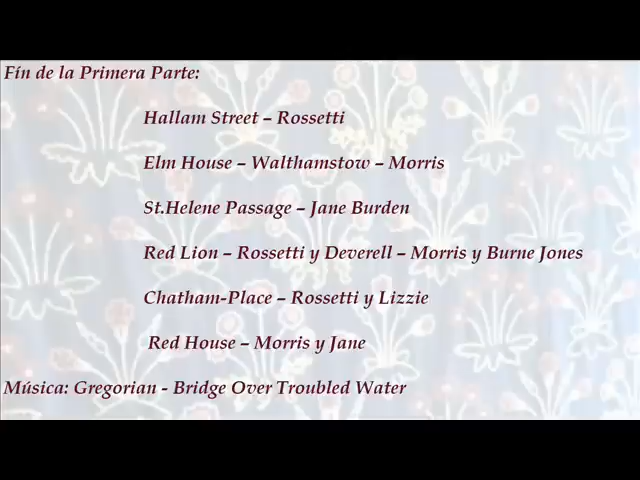 Fín de la Primera Parte:
Hallam Street – Rossetti
Elm House – Walthamstow – Morris
St.Helene Passage – Jane Burden
Red Lion – Rossetti y Deverell – Morris y Burne Jones
Chatham-Place – Rossetti y Lizzie
Red House – Morris y Jane
Música: Gregorian - Bridge Over Troubled Water